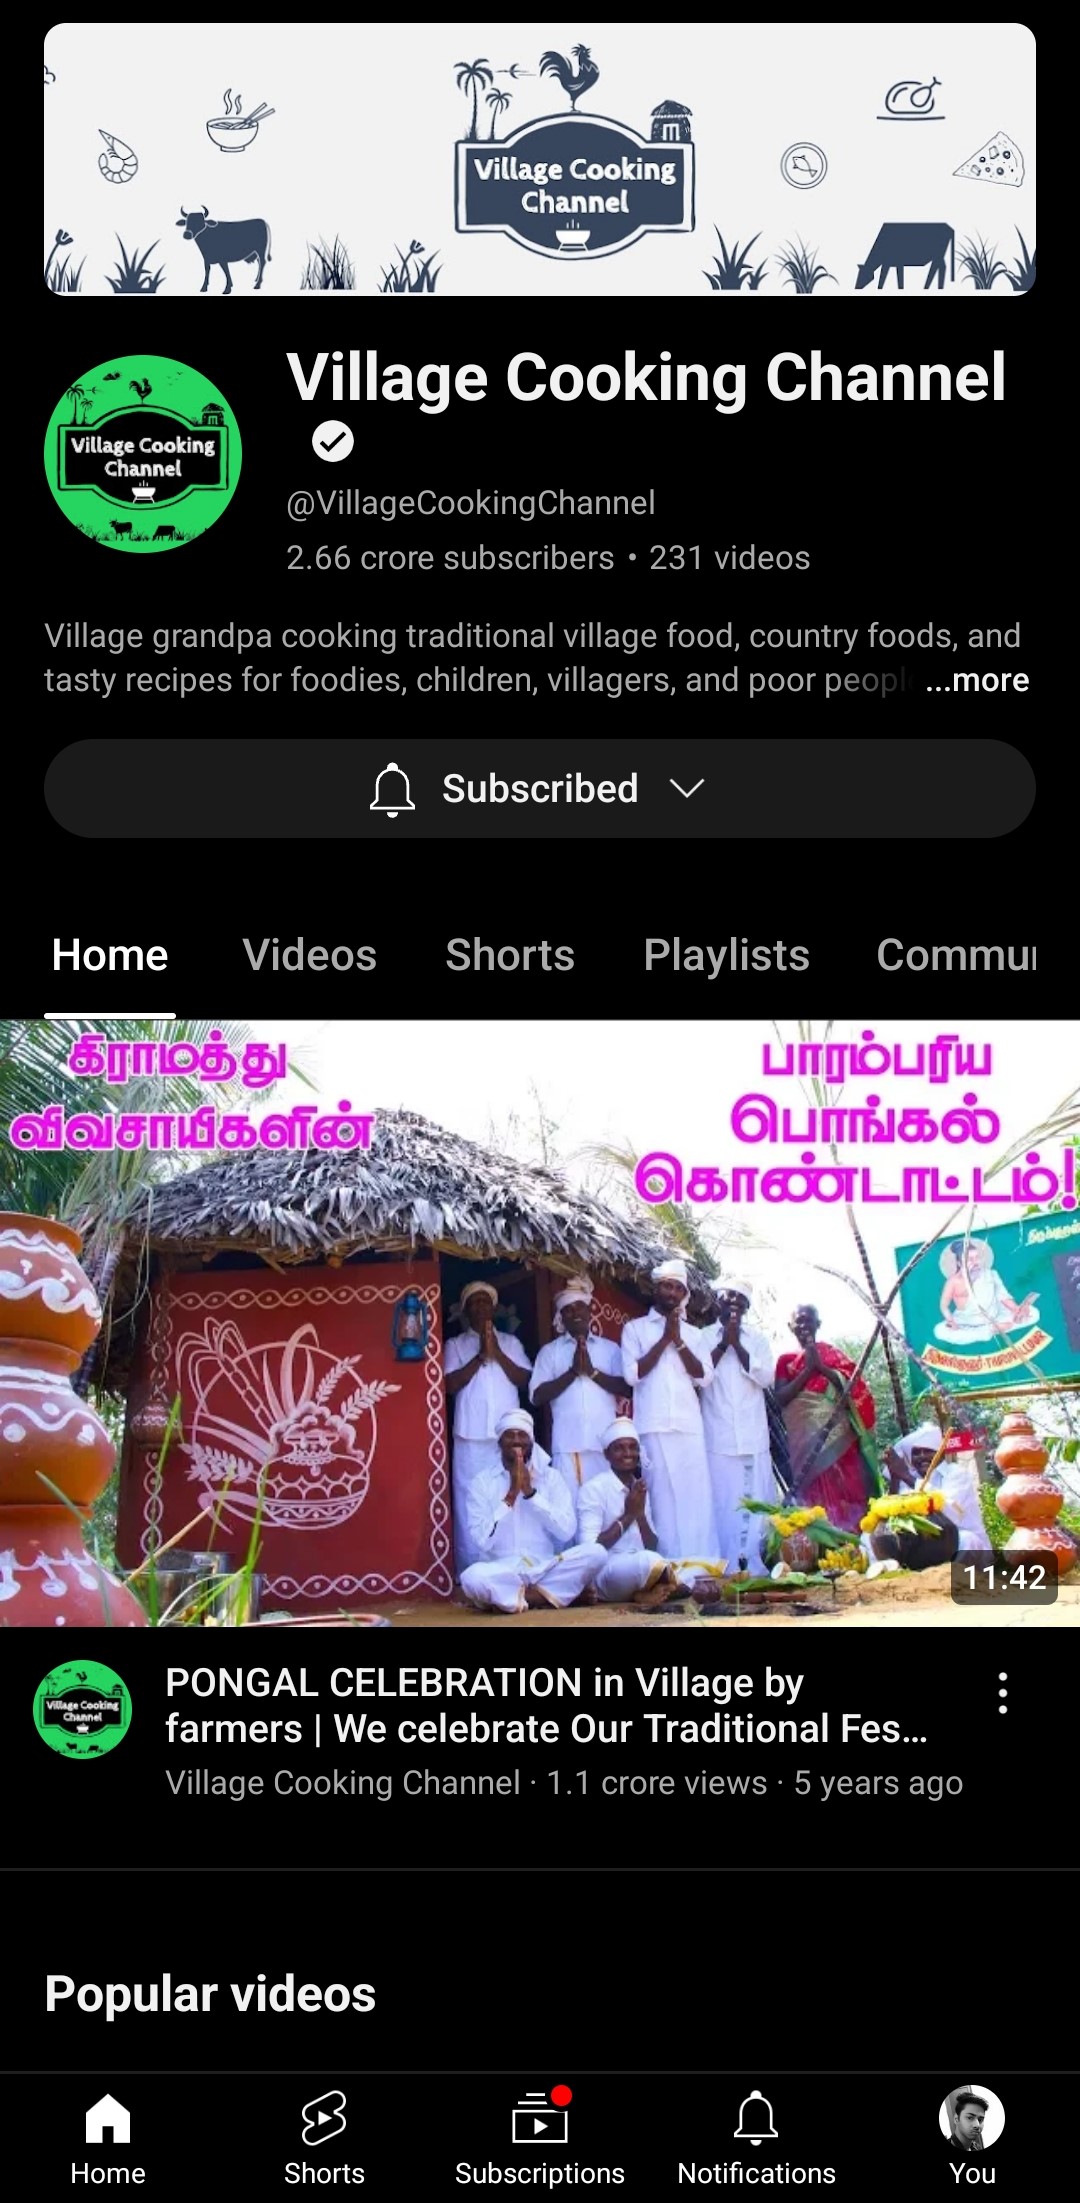 Village Cooking
Channel
Village Cooking Channel
Village Cooking
Channel
@VillageCookingChannel
2.66 crore subscribers • 231 videos
Village grandpa cooking traditional village food, country foods, and
tasty recipes for foodies, children, villagers, and poor peopl ...more
Subscribed
Home Videos Shorts Playlists Commu
கிராமத்து
விவசாயிகளின்
பாரம்பரிய
பொங்கல்
கொண்டாட்டம்!
11:42
Village Cooking
Channel
PONGAL CELEBRATION in Village by
farmers | We celebrate Our Traditional Fes...
Village Cooking Channel · 1.1 crore views · 5 years ago
Popular videos
Home Shorts Subscriptions Notifications You